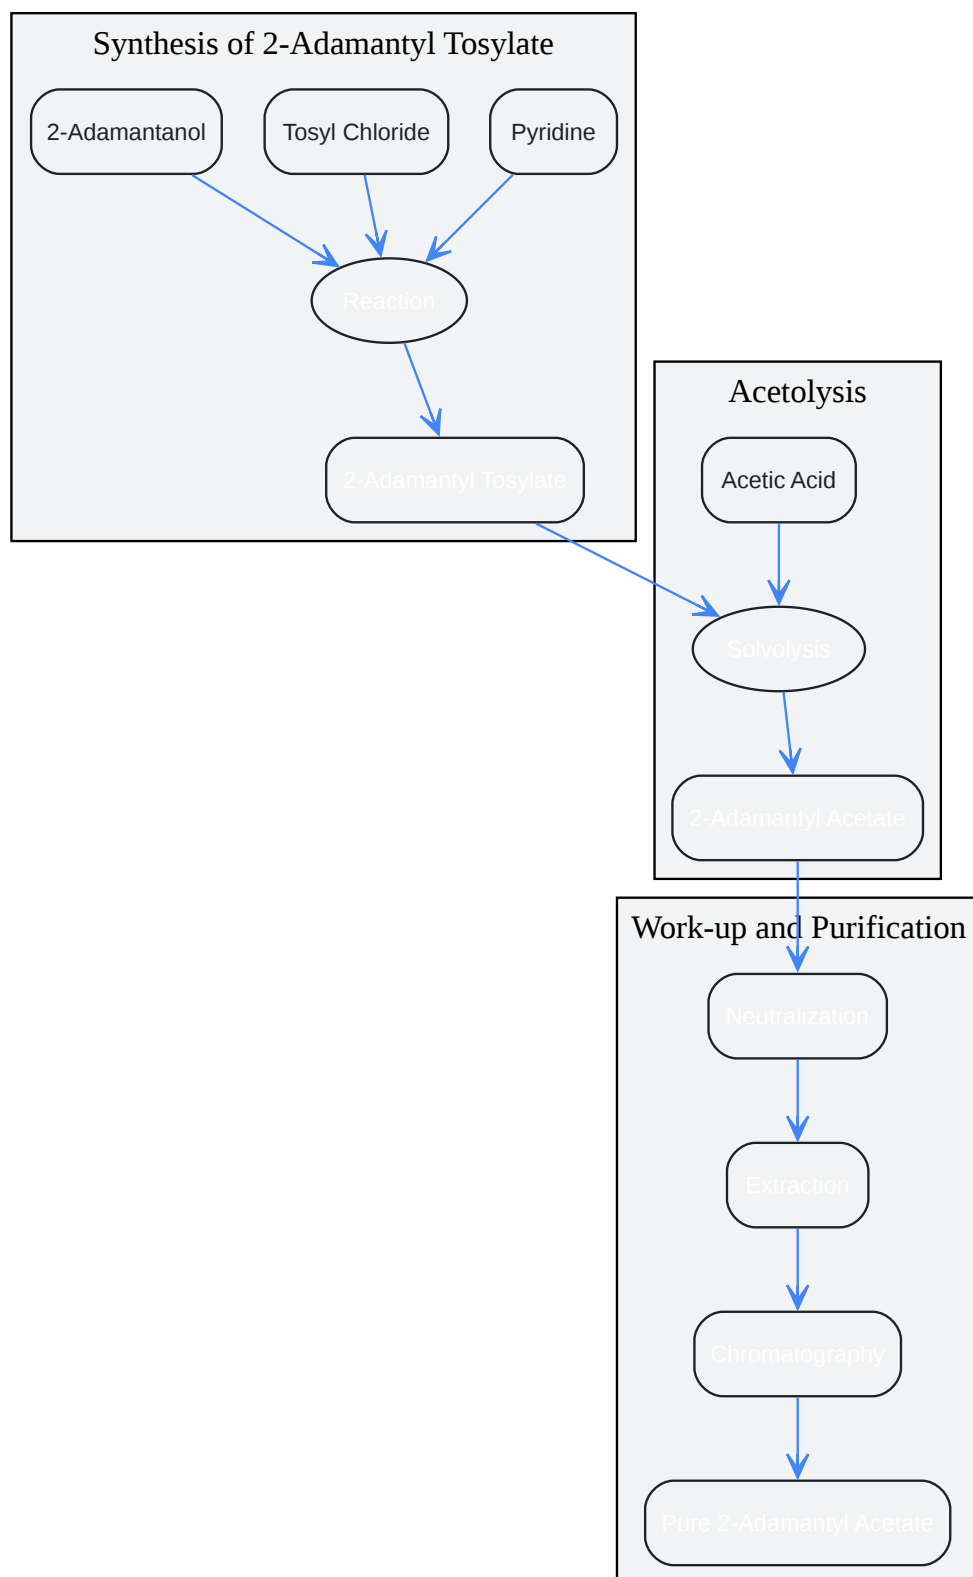 Synthesis of 2-Adamantyl Tosylate
2-Adamantanol
Tosyl Chloride
Pyridine
Reaction
2-Adamantyl Tosylate
Acetolysis
Acetic Acid
Solvolysis
2-Adamantyl Acetate
Work-up and Purification
Neutralization
Extraction
Chromatography
Pure 2-Adamantyl Acetate